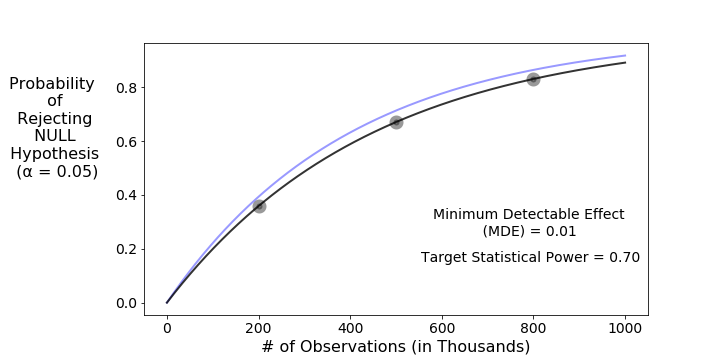 Probability
of
Rejecting
NULL
Hypothesis
(α = 0.05)
0.8
0.6
0.4
0.2
0.0
Minimum Detectable Effect
(MDE) = 0.01
Target Statistical Power = 0.70
0 200 400 600 800 1000
# of Observations (in Thousands)